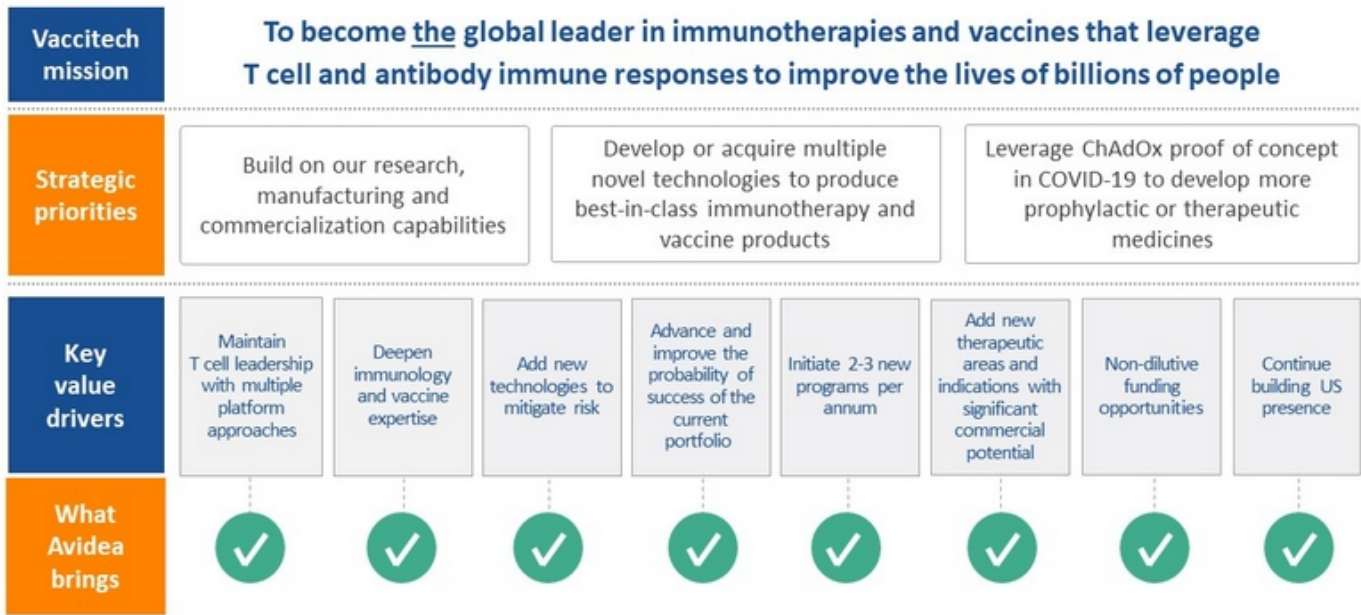 Vaccitech
mission
To become the global leader in immunotherapies and vaccines that leverage
T cell and antibody immune responses to improve the lives of billions of people
Strategic
priorities
Build on our research,
manufacturing and
commercialization capabilities
Develop or acquire multiple
novel technologies to produce
best-in-class immunotherapy and
vaccine products
Leverage ChAdOx proof of concept
in COVID-19 to develop more
prophylactic or therapeutic
medicines
Key
value
drivers
Maintain
T cell leadership
with multiple
platform
approaches
Deepen
immunology
and vaccine
expertise
Add new
technologies to
mitigate risk
Advance and
improve the
probability of
success of the
current
portfolio
Initiate 2-3 new
programs per
annum
Add new
therapeutic
areas and
indications with
significant
commercial
potential
Non-dilutive
funding
opportunities
Continue
building US
presence
What
Avidea
brings